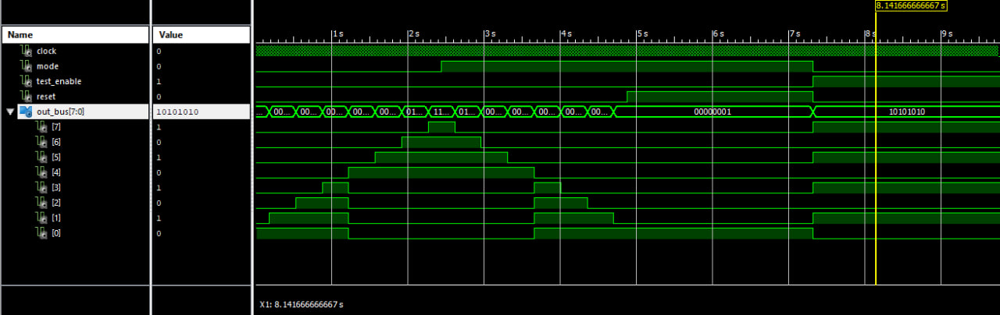 8.141666666667 s
Name Value
1 s 2 s 3 s 4 s 5 s 6 s 7 s 8 s 9 s
clock 0
mode 0
test_enable 1
reset 0
out_bus[7:0] 10101010 ... 00... 00... 00... 00... 00... 01... 11... 01... 00... 00... 00... 00... 00... 00000001 10101010
[7] 1
[6] 0
[5] 1
[4] 0
[3] 1
[2] 0
[1] 1
[0] 0
X1: 8.141666666667 s